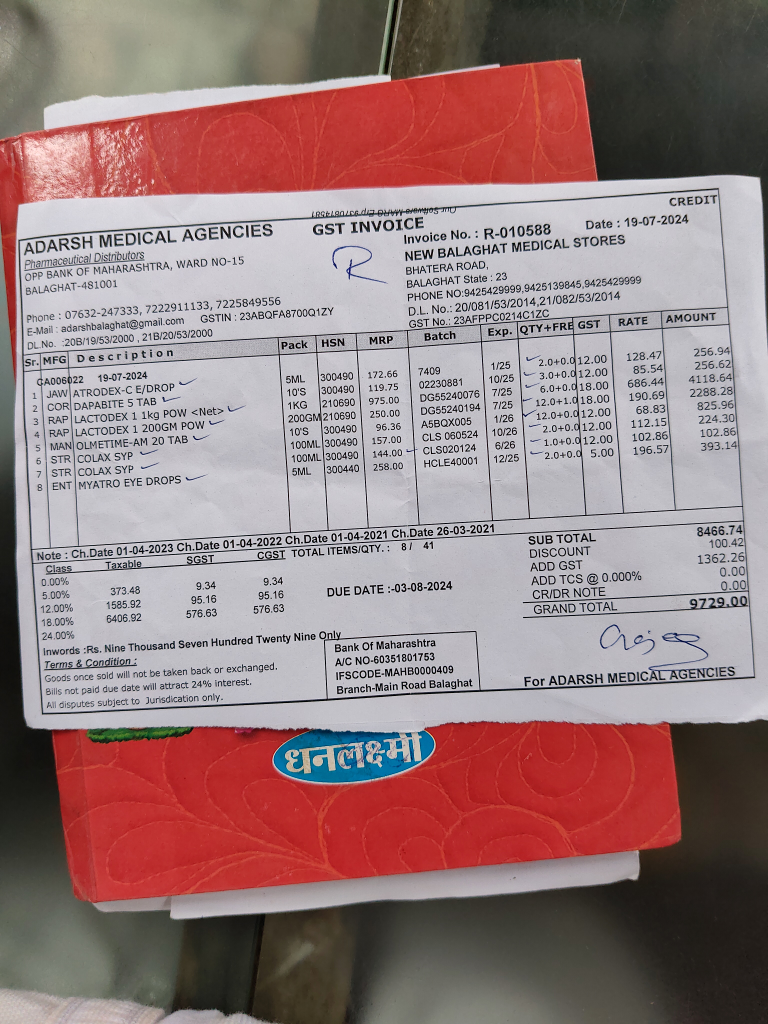 Our Software MARG Erp 9370814581
CREDIT
ADARSH MEDICAL AGENCIES
Pharmaceutical Distributors
OPP BANK OF MAHARASHTRA, WARD NO-15
BALAGHAT-481001
Phone : 07632-247333, 7222911133, 7225849556
E-Mail : adarshbalaghat@gmail.com GSTIN : 23ABQFA8700Q1ZY
DL.No. :20B/19/53/2000 , 21B/20/53/2000
GST INVOICE
R
Invoice No. : R-010588 Date : 19-07-2024
NEW BALAGHAT MEDICAL STORES
BHATERA ROAD,
BALAGHAT State : 23
PHONE NO:9425429999,9425139845,9425429999
D.L. No.: 20/081/53/2014,21/082/53/2014
GST No.: 23AFPPC0214C1ZC
Sr. MFG Description Pack HSN MRP Batch Exp. QTY+FRE GST RATE AMOUNT
CA006022 19-07-2024
1 JAW ATRODEX-C E/DROP 5ML 300490 172.66 7409 1/25 2.0+0.0 12.00 128.47 256.94
2 COR DAPABITE 5 TAB 10'S 300490 119.75 02230881 10/25 3.0+0.0 12.00 85.54 256.62
3 RAP LACTODEX 1 1kg POW <Net> 1KG 210690 975.00 DG55240076 7/25 6.0+0.0 18.00 686.44 4118.64
4 RAP LACTODEX 1 200GM POW 200GM 210690 250.00 DG55240194 7/25 12.0+1.0 18.00 190.69 2288.28
5 MAN OLMETIME-AM 20 TAB 10'S 300490 96.36 A5BQX005 1/26 12.0+0.0 12.00 68.83 825.96
6 STR COLAX SYP 100ML 300490 157.00 CLS 060524 10/26 2.0+0.0 12.00 112.15 224.30
7 STR COLAX SYP 100ML 300490 144.00 CLS020124 6/26 1.0+0.0 12.00 102.86 102.86
8 ENT MYATRO EYE DROPS 5ML 300440 258.00 HCLE40001 12/25 2.0+0.0 5.00 196.57 393.14
Note : Ch.Date 01-04-2023 Ch.Date 01-04-2022 Ch.Date 01-04-2021 Ch.Date 26-03-2021
Class Taxable SGST CGST TOTAL ITEMS/QTY. : 8 / 41
0.00%
5.00% 373.48 9.34 9.34
12.00% 1585.92 95.16 95.16
18.00% 6406.92 576.63 576.63
24.00%
DUE DATE :-03-08-2024
SUB TOTAL 8466.74
DISCOUNT 100.42
ADD GST 1362.26
ADD TCS @ 0.000% 0.00
CR/DR NOTE 0.00
GRAND TOTAL 9729.00
Inwords :Rs. Nine Thousand Seven Hundred Twenty Nine Only
Terms & Condition :
Goods once sold will not be taken back or exchanged.
Bills not paid due date will attract 24% interest.
All disputes subject to Jurisdication only.
Bank Of Maharashtra
A/C NO-60351801753
IFSCODE-MAHB0000409
Branch-Main Road Balaghat
For ADARSH MEDICAL AGENCIES
धनलक्ष्मी